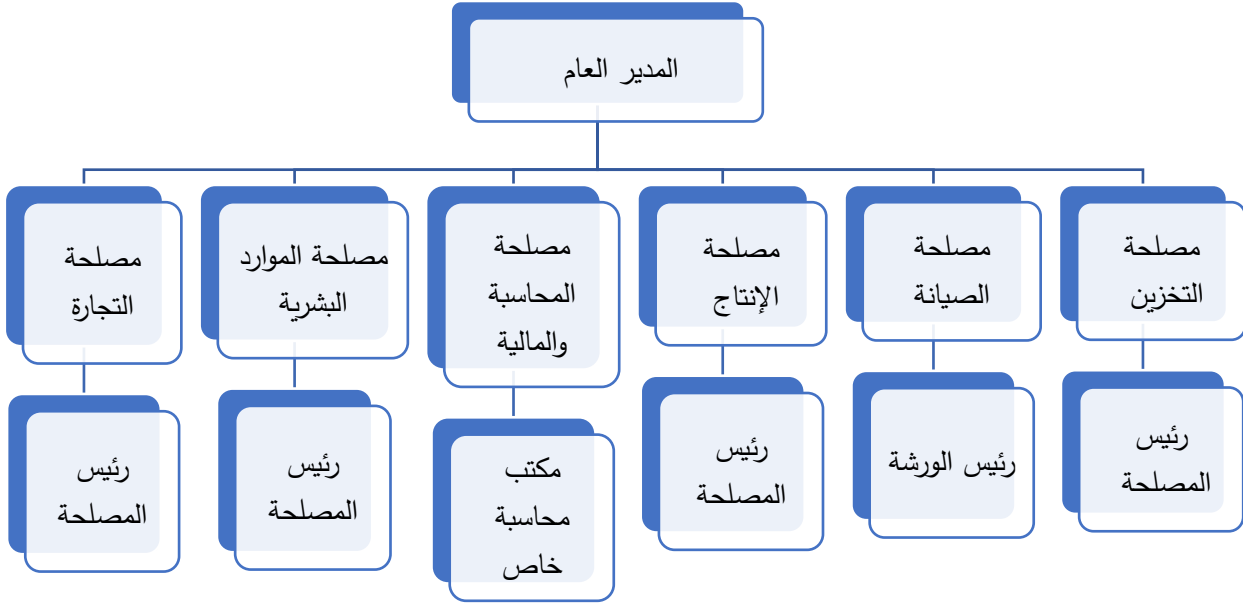 المدير العام
مصلحة
التخزين
مصلحة
الصيانة
مصلحة
الإنتاج
مصلحة
المحاسبة
والمالية
مصلحة الموارد
البشرية
مصلحة
التجارة
رئيس
المصلحة
رئيس الورشة
رئيس
المصلحة
مكتب
محاسبة
خاص
رئيس
المصلحة
رئيس
المصلحة